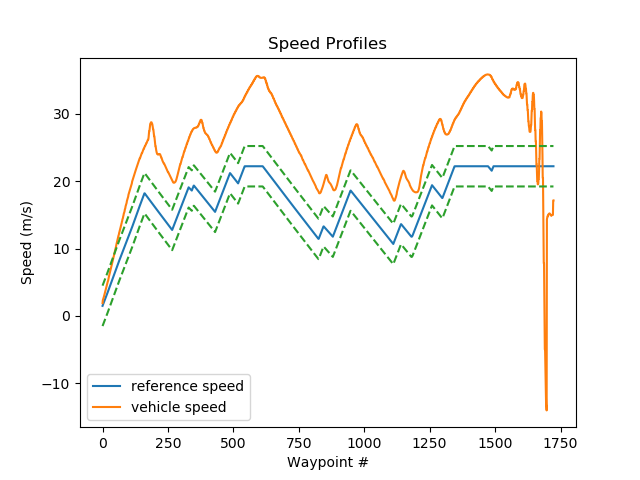 Speed Profiles
Speed (m/s)
30
20
10
0
−10
reference speed
vehicle speed
0 250 500 750 1000 1250 1500 1750
Waypoint #